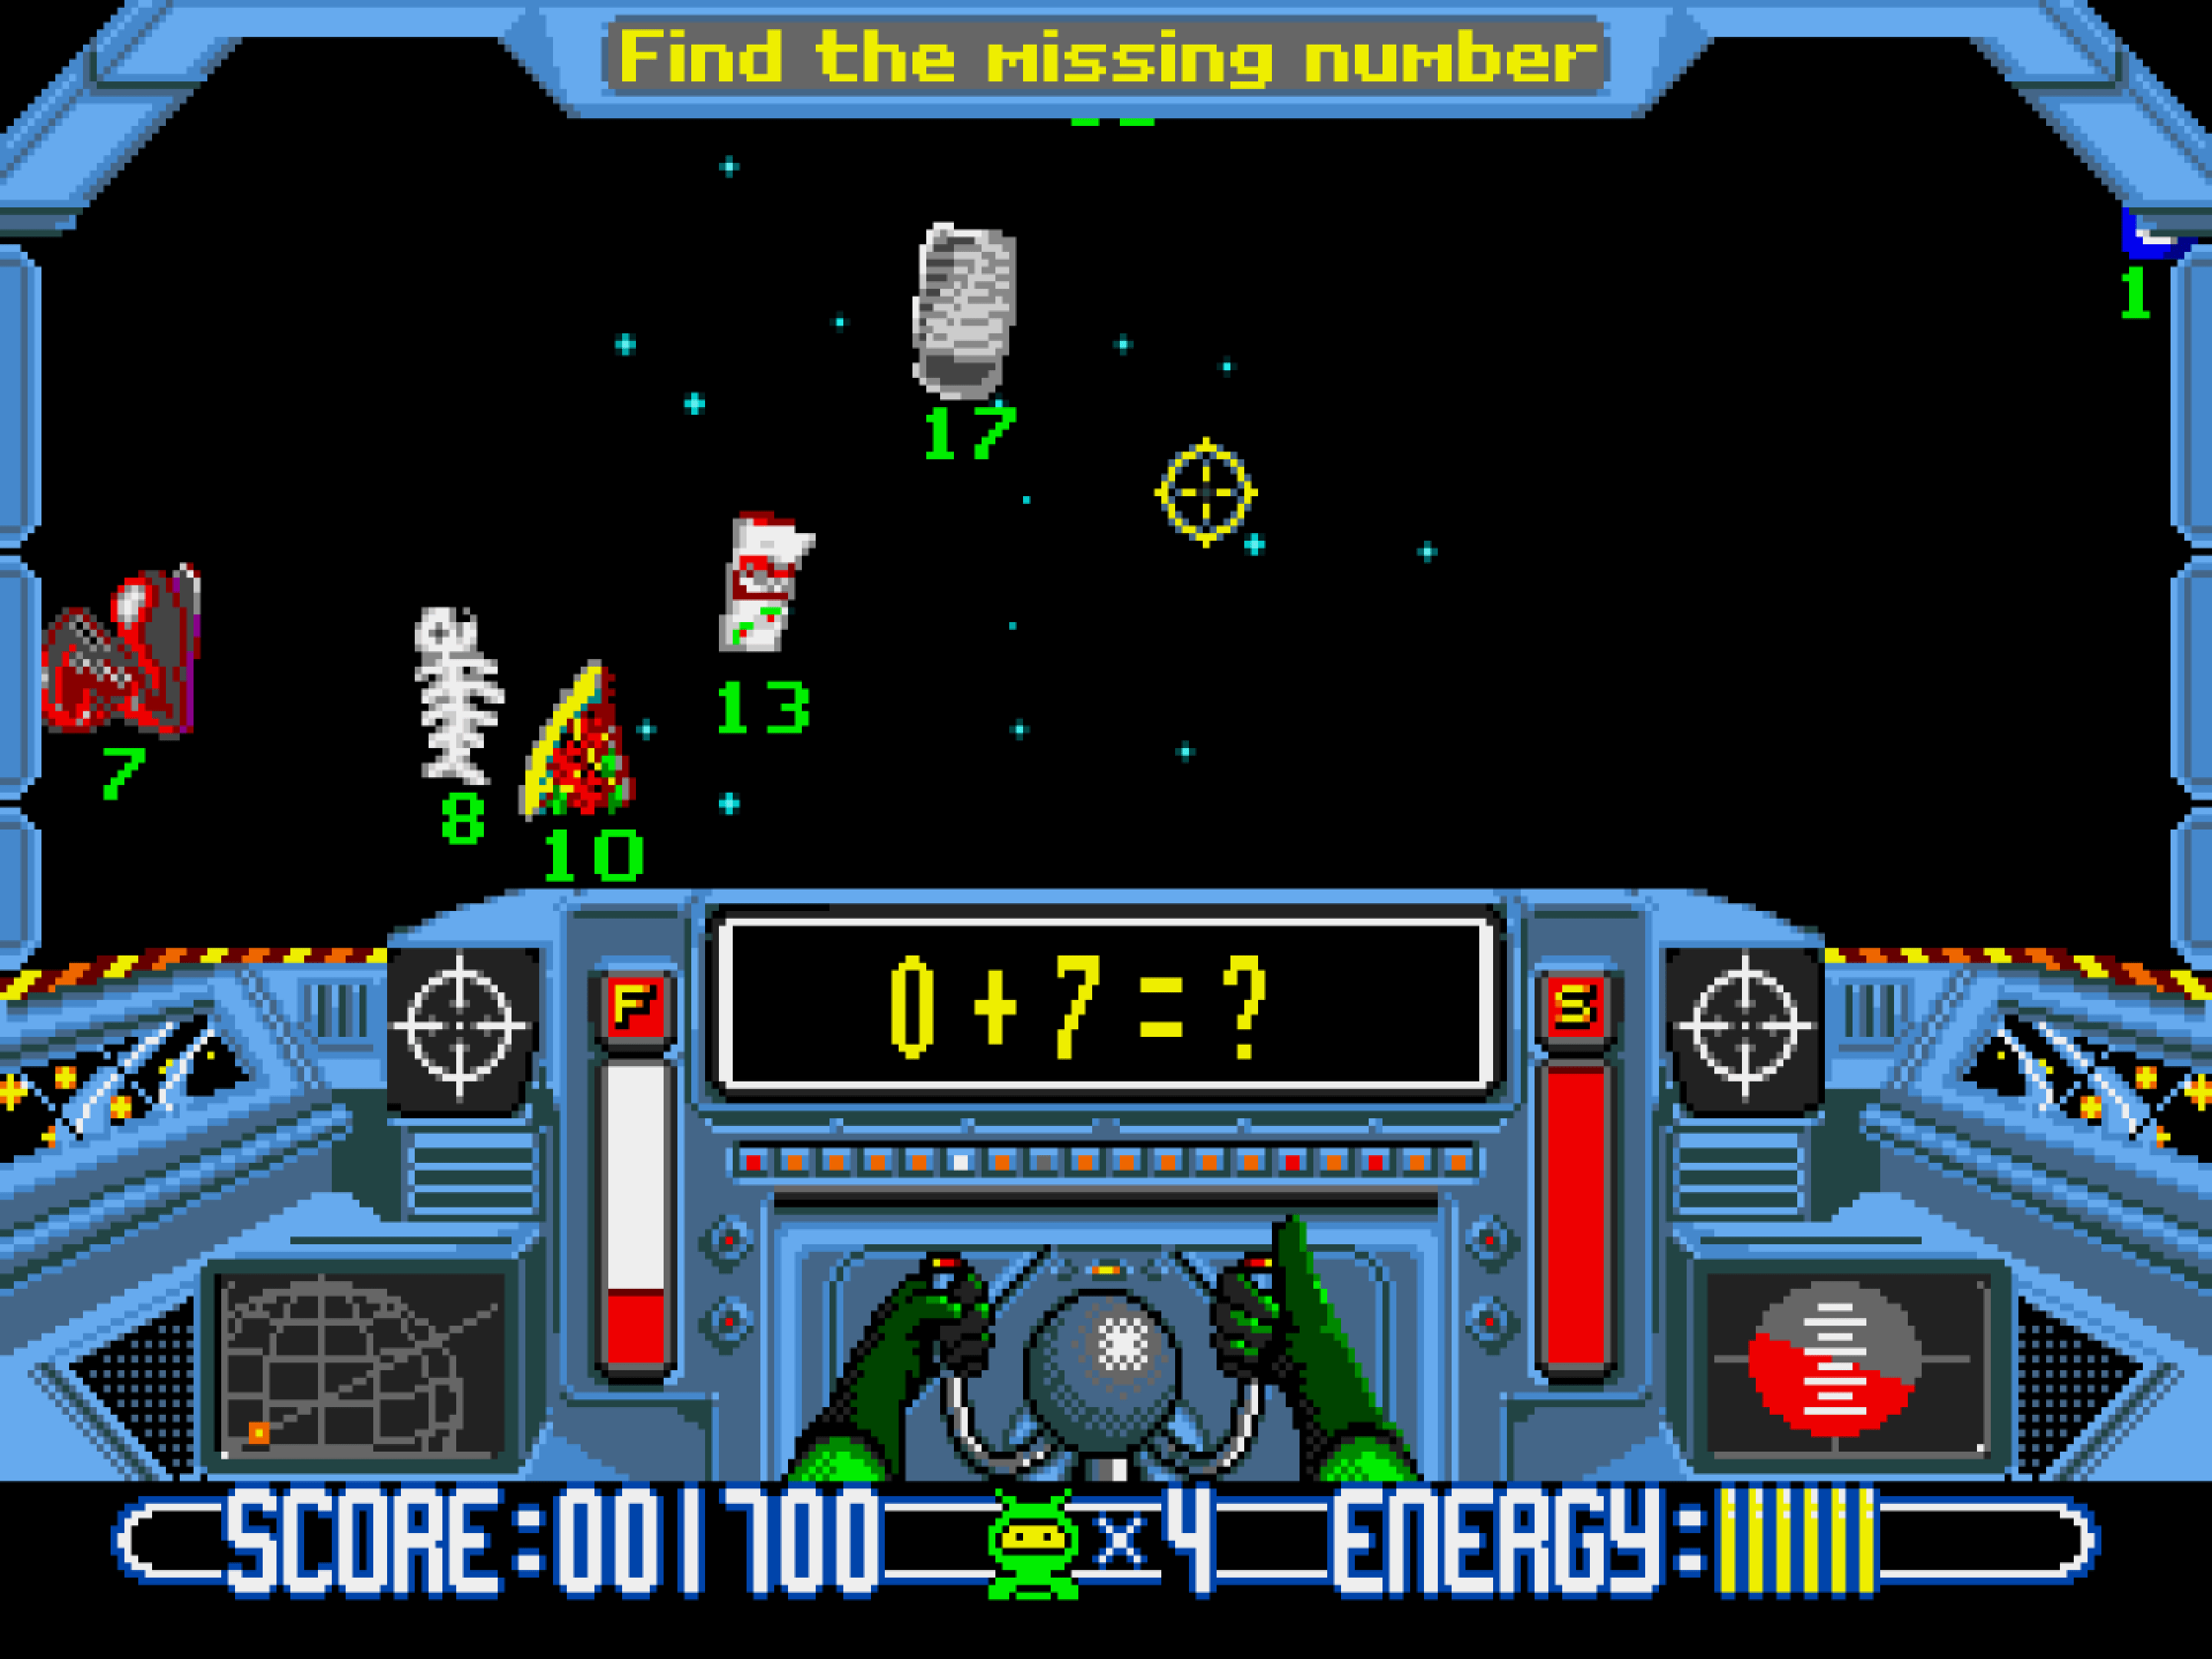 Find the missing number
1
17
13
7
8
10
0 + 7 = ?
F
S
SCORE:001700 x4 ENERGY: